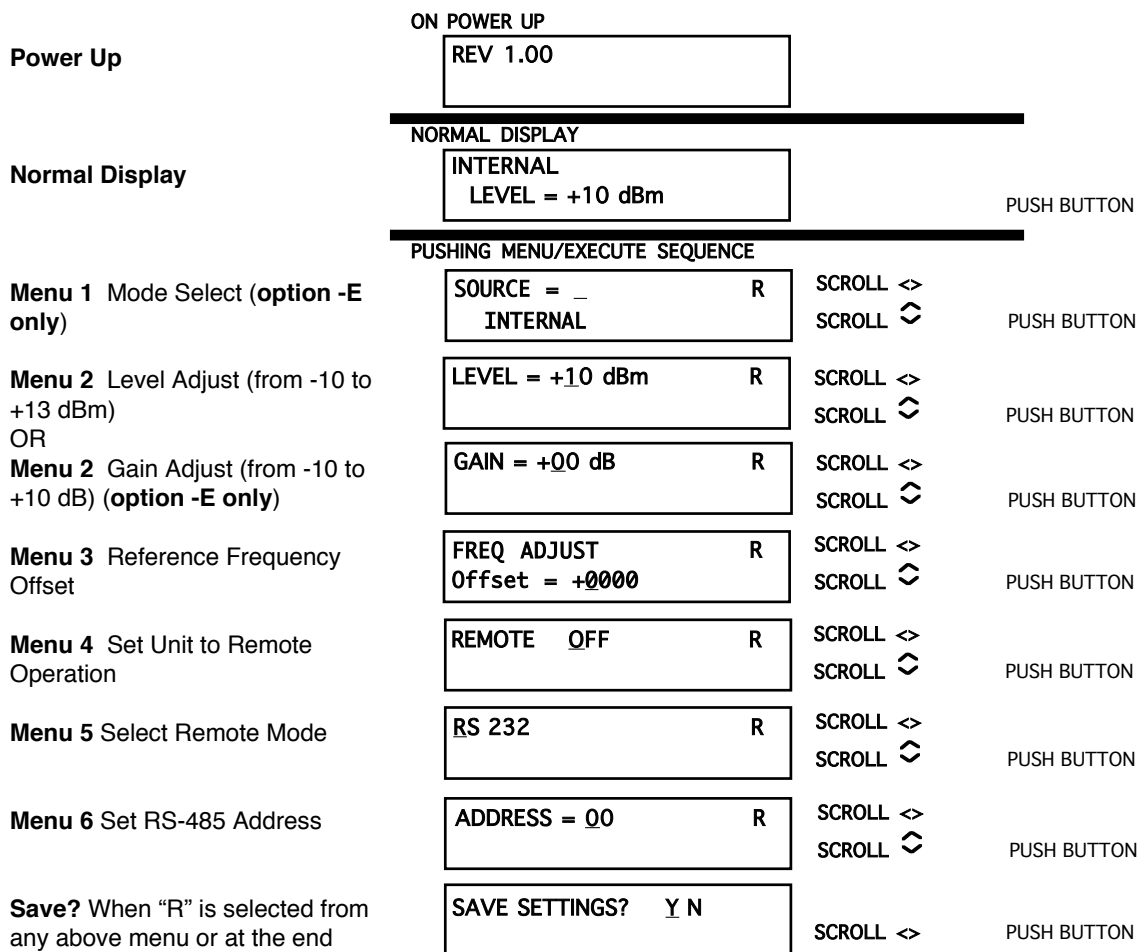 ON POWER UP
Power Up
REV 1.00
NORMAL DISPLAY
Normal Display
INTERNAL
LEVEL = +10 dBm
PUSH BUTTON
PUSHING MENU/EXECUTE SEQUENCE
Menu 1 Mode Select (option -E
only)
SOURCE = _ R
INTERNAL
SCROLL <>
SCROLL
PUSH BUTTON
Menu 2 Level Adjust (from -10 to
+13 dBm)
OR
LEVEL = +10 dBm R
SCROLL <>
SCROLL
PUSH BUTTON
Menu 2 Gain Adjust (from -10 to
+10 dB) (option -E only)
GAIN = +00 dB R
SCROLL <>
SCROLL
PUSH BUTTON
Menu 3 Reference Frequency
Offset
FREQ ADJUST R
Offset = +0000
SCROLL <>
SCROLL
PUSH BUTTON
Menu 4 Set Unit to Remote
Operation
REMOTE OFF R
SCROLL <>
SCROLL
PUSH BUTTON
Menu 5 Select Remote Mode
RS 232 R
SCROLL <>
SCROLL
PUSH BUTTON
Menu 6 Set RS-485 Address
ADDRESS = 00 R
SCROLL <>
SCROLL
PUSH BUTTON
Save? When “R” is selected from
any above menu or at the end
SAVE SETTINGS? Y N
SCROLL <>
PUSH BUTTON